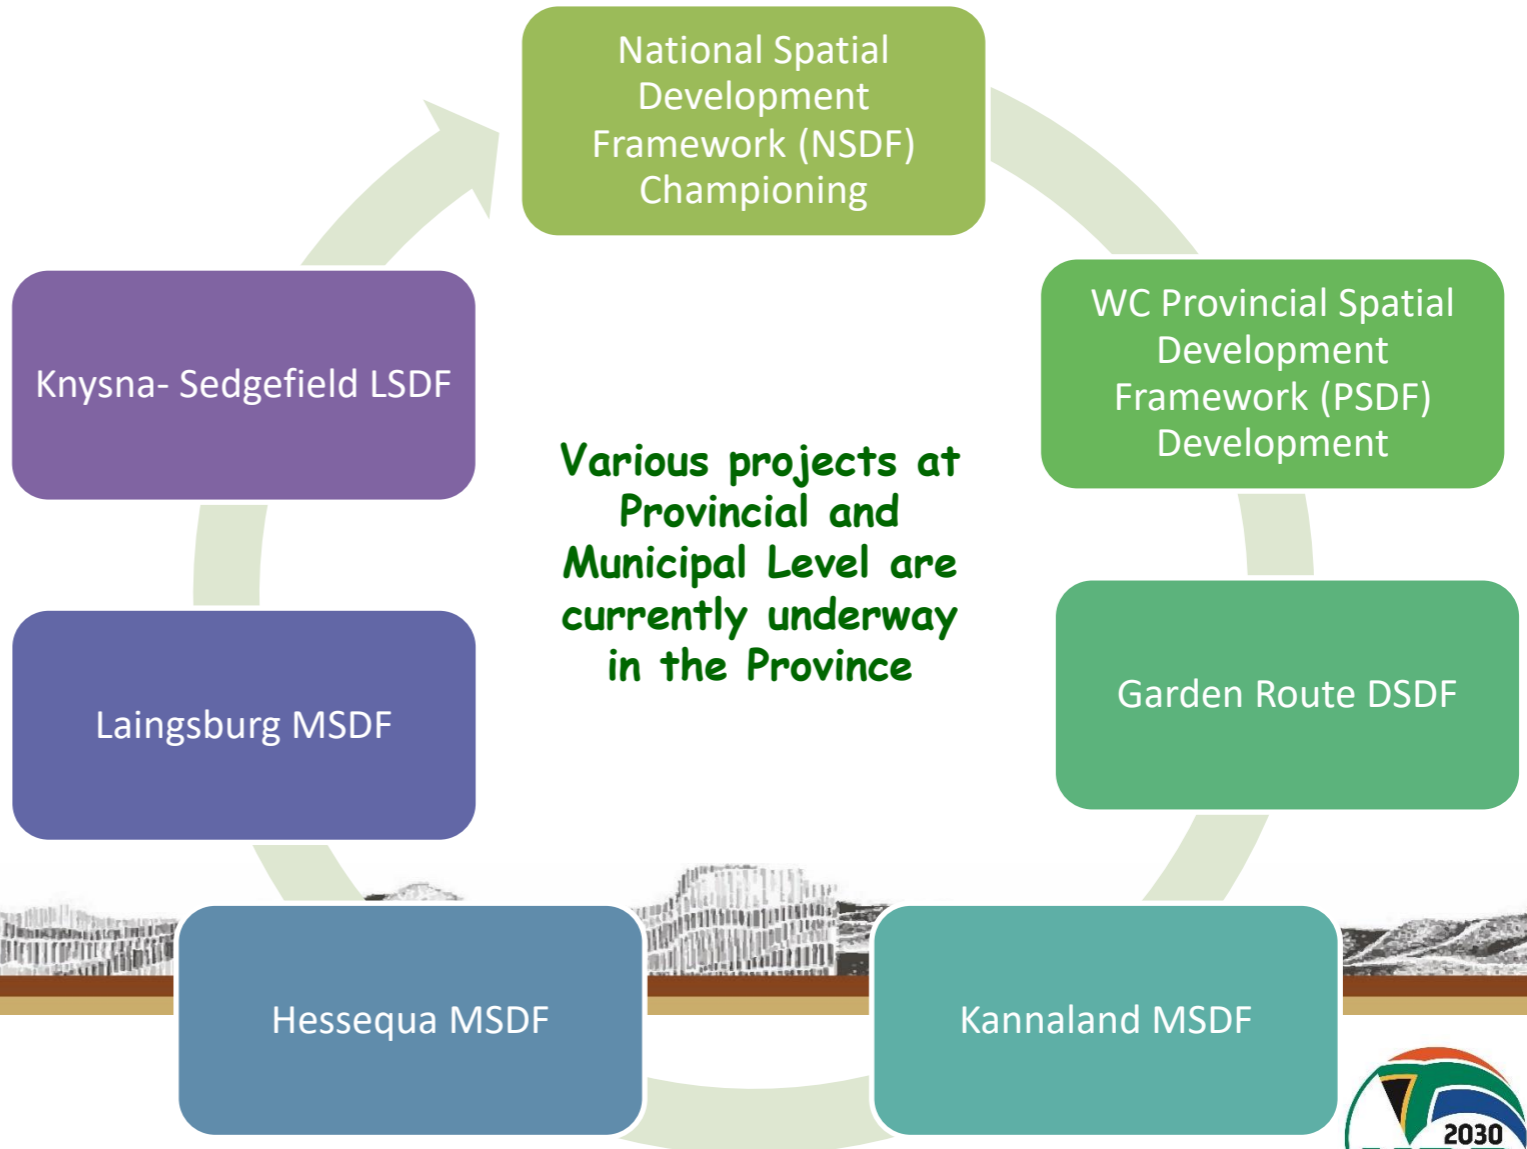 National Spatial
Development
Framework (NSDF)
Championing
WC Provincial Spatial
Development
Framework (PSDF)
Development
Garden Route DSDF
Kannaland MSDF
Hessequa MSDF
Laingsburg MSDF
Knysna- Sedgefield LSDF
Various projects at
Provincial and
Municipal Level are
currently underway
in the Province
2030